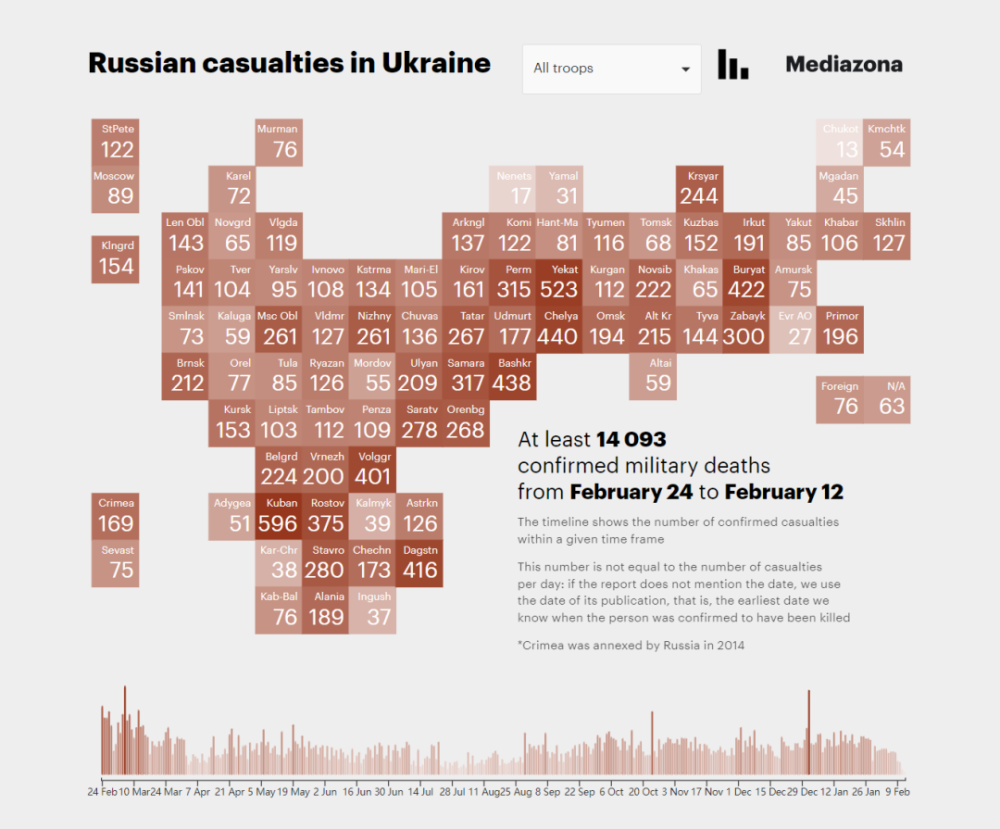 Russian casualties in Ukraine
All troops
Mediazona
StPete Murman Chukot Kmchtk
122 76 13 54
Moscow Karel Nenets Yamal Krsyar Mgadan
89 72 17 31 244 45
Len Obl Novgrd Vlgda Arkngl Komi Hant-Ma Tyumen Tomsk Kuzbas Irkut Yakut Khabar Skhlin
143 65 119 137 122 81 116 68 152 191 85 106 127
Klngrd
154
Pskov Tver Yarslv Ivnovo Kstrma Mari-El Kirov Perm Yekat Kurgan Novsib Khakas Buryat Amursk
141 104 95 108 134 105 161 315 523 112 222 65 422 75
Smlnsk Kaluga Msc Obl Vldmr Nizhny Chuvas Tatar Udmurt Chelya Omsk Alt Kr Tyva Zabayk Evr AO Primor
73 59 261 127 261 136 267 177 440 194 215 144 300 27 196
Brnsk Orel Tula Ryazan Mordov Ulyan Samara Bashkr Altai
212 77 85 126 55 209 317 438 59
Foreign N/A
76 63
Kursk Liptsk Tambov Penza Saratv Orenbg
153 103 112 109 278 268
Belgrd Vrnezh Volggr
224 200 401
Crimea Adygea Kuban Rostov Kalmyk Astrkn
169 51 596 375 39 126
Sevast Kar-Chr Stavro Chechn Dagstn
75 38 280 173 416
Kab-Bal Alania Ingush
76 189 37
At least 14 093
confirmed military deaths
from February 24 to February 12
The timeline shows the number of confirmed casualties
within a given time frame
This number is not equal to the number of casualties
per day: if the report does not mention the date, we use
the date of its publication, that is, the earliest date we
know when the person was confirmed to have been killed
*Crimea was annexed by Russia in 2014
24 Feb 10 Mar 24 Mar 7 Apr 21 Apr 5 May 19 May 2 Jun 16 Jun 30 Jun 14 Jul 28 Jul 11 Aug 25 Aug 8 Sep 22 Sep 6 Oct 20 Oct 3 Nov 17 Nov 1 Dec 15 Dec 29 Dec 12 Jan 26 Jan 9 Feb